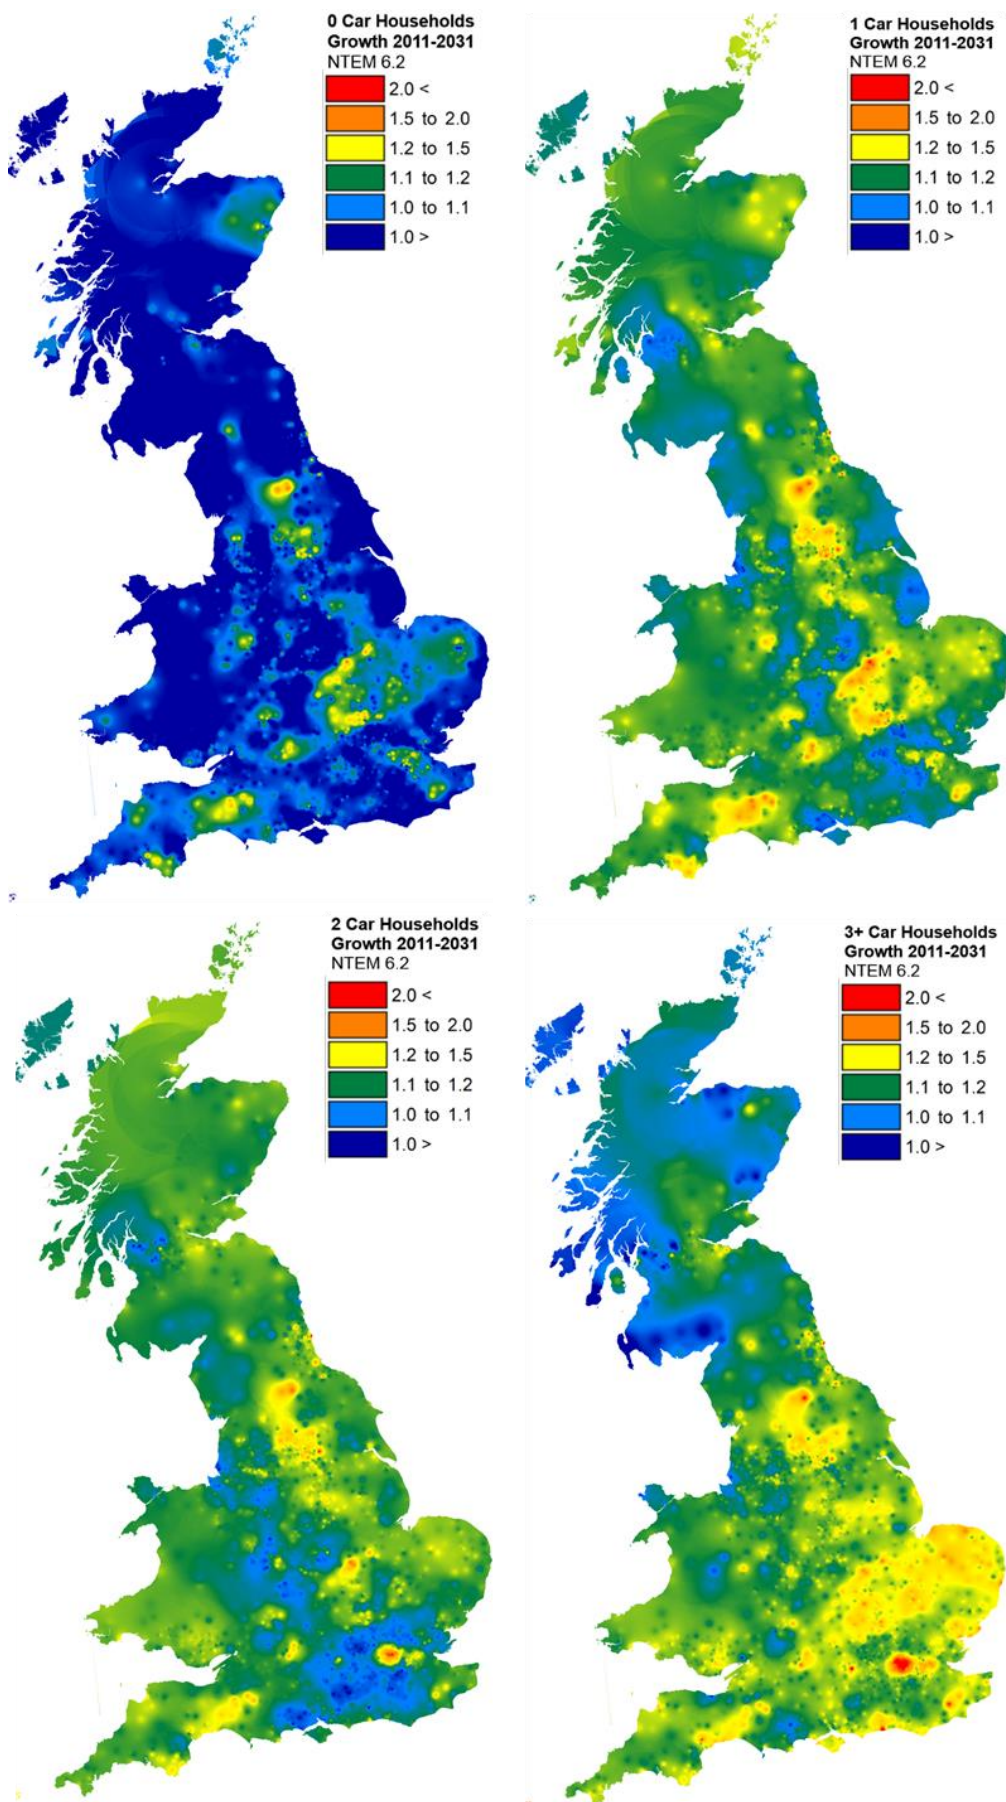 0 Car Households
Growth 2011-2031
NTEM 6.2
2.0 <
1.5 to 2.0
1.2 to 1.5
1.1 to 1.2
1.0 to 1.1
1.0 >
1 Car Households
Growth 2011-2031
NTEM 6.2
2.0 <
1.5 to 2.0
1.2 to 1.5
1.1 to 1.2
1.0 to 1.1
1.0 >
2 Car Households
Growth 2011-2031
NTEM 6.2
2.0 <
1.5 to 2.0
1.2 to 1.5
1.1 to 1.2
1.0 to 1.1
1.0 >
3+ Car Households
Growth 2011-2031
NTEM 6.2
2.0 <
1.5 to 2.0
1.2 to 1.5
1.1 to 1.2
1.0 to 1.1
1.0 >